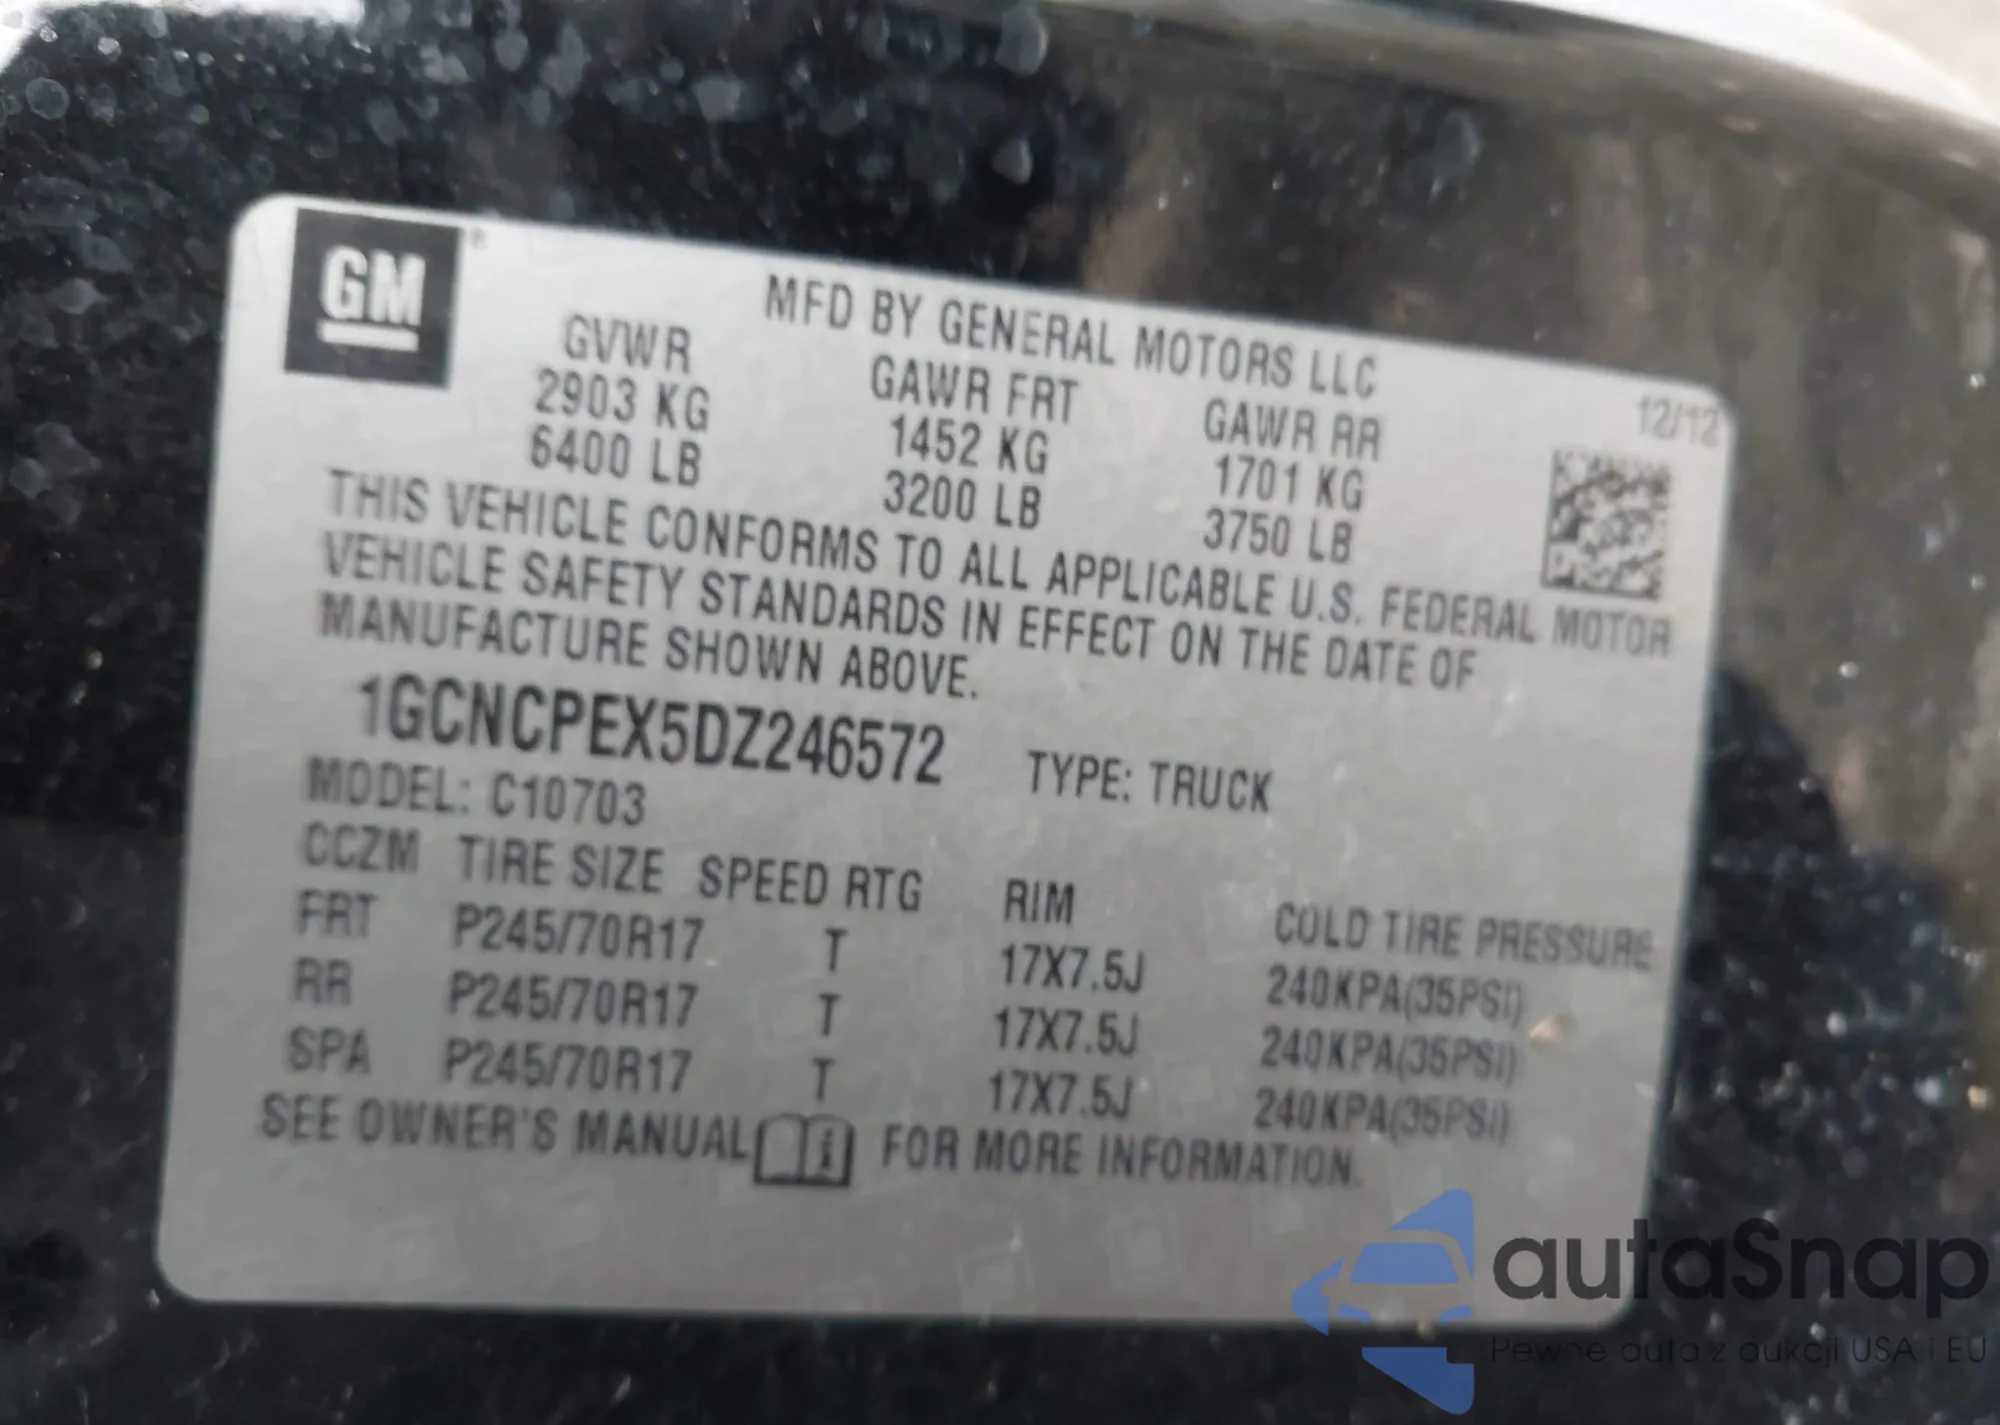 GM
MFD BY GENERAL MOTORS LLC
12/12
GVWR GAWR FRT GAWR RR
2903 KG 1452 KG 1701 KG
6400 LB 3200 LB 3750 LB
THIS VEHICLE CONFORMS TO ALL APPLICABLE U.S. FEDERAL MOTOR
VEHICLE SAFETY STANDARDS IN EFFECT ON THE DATE OF
MANUFACTURE SHOWN ABOVE.
1GCNCPEX5DZ246572 TYPE: TRUCK
MODEL: C10703
CCZM TIRE SIZE SPEED RTG RIM COLD TIRE PRESSURE
FRT P245/70R17 T 17X7.5J 240KPA(35PSI)
RR P245/70R17 T 17X7.5J 240KPA(35PSI)
SPA P245/70R17 T 17X7.5J 240KPA(35PSI)
SEE OWNER'S MANUAL i FOR MORE INFORMATION.
autaSnap
Pewne auta z aukcji USA i EU